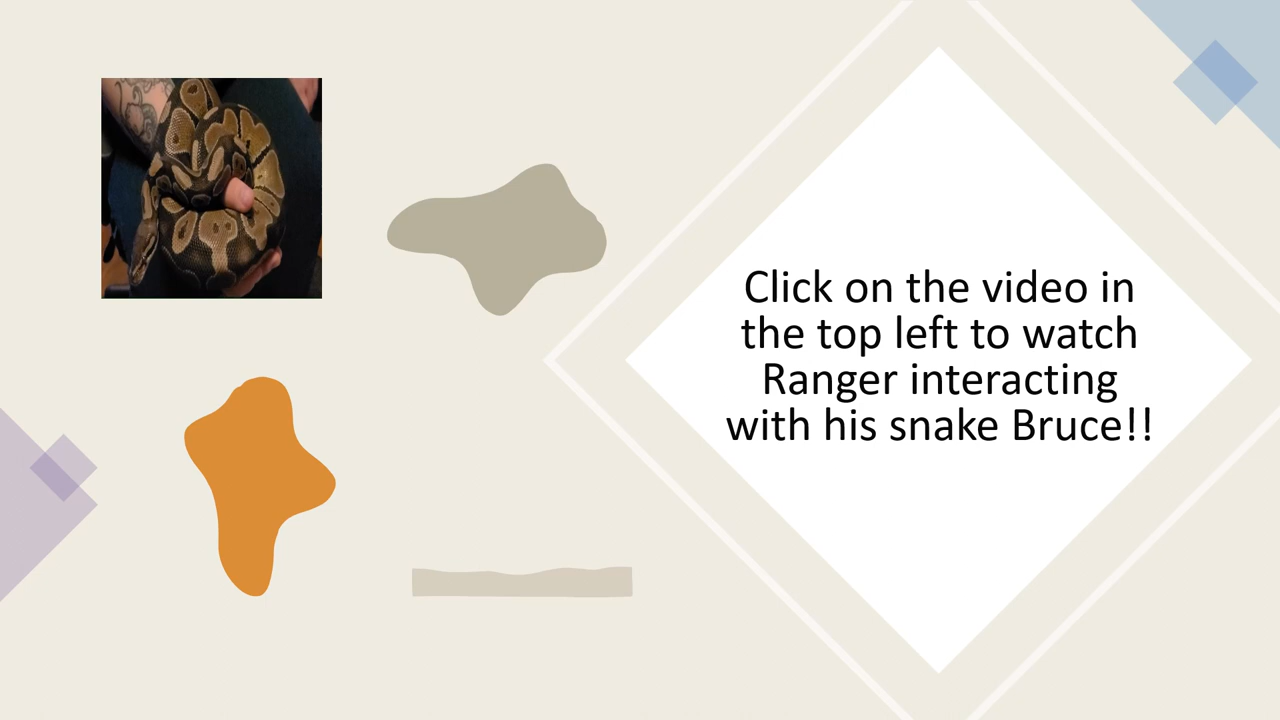 Click on the video in
the top left to watch
Ranger interacting
with his snake Bruce!!